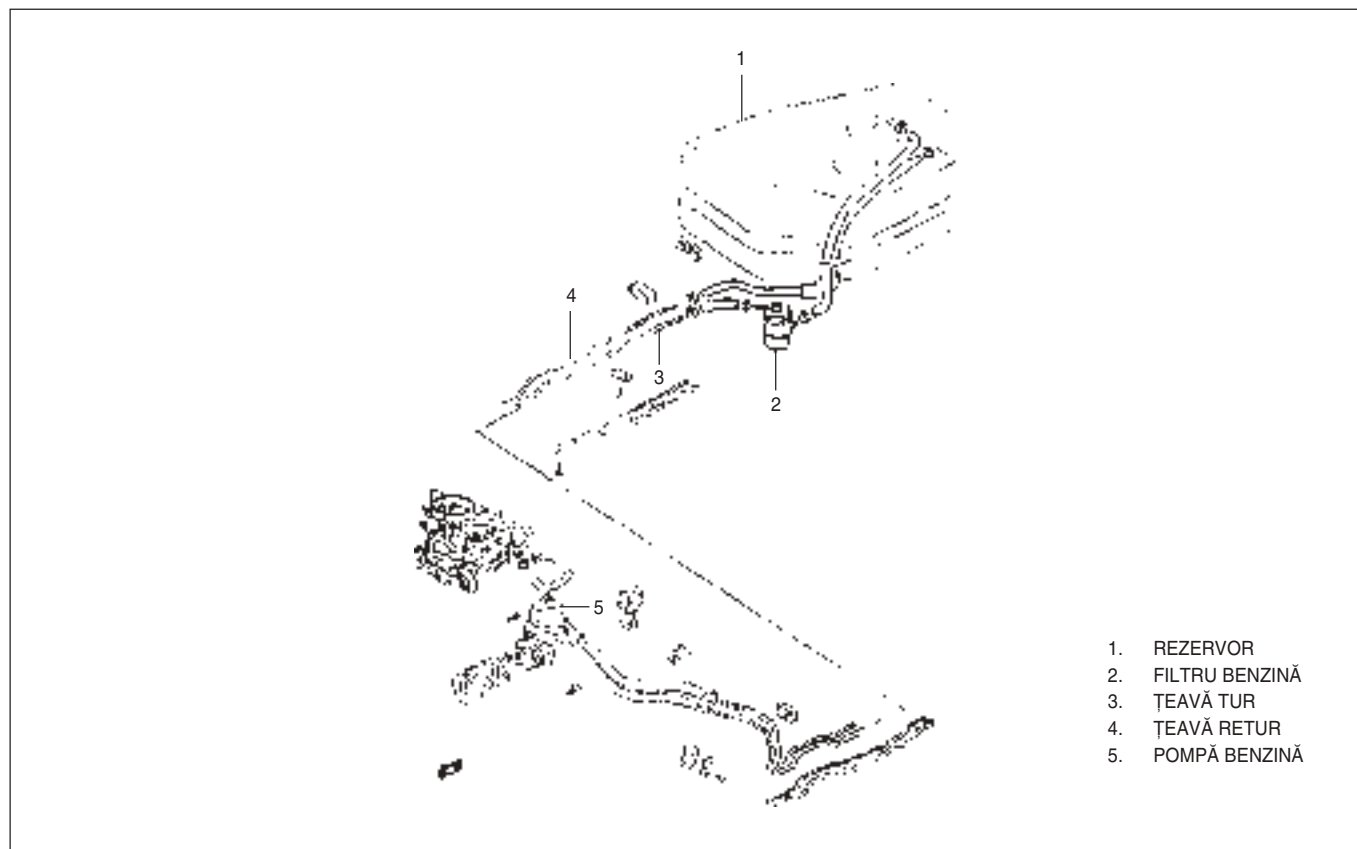 1
4
3
2
5
1. REZERVOR
2. FILTRU BENZINĂ
3. ȚEAVĂ TUR
4. ȚEAVĂ RETUR
5. POMPĂ BENZINĂ